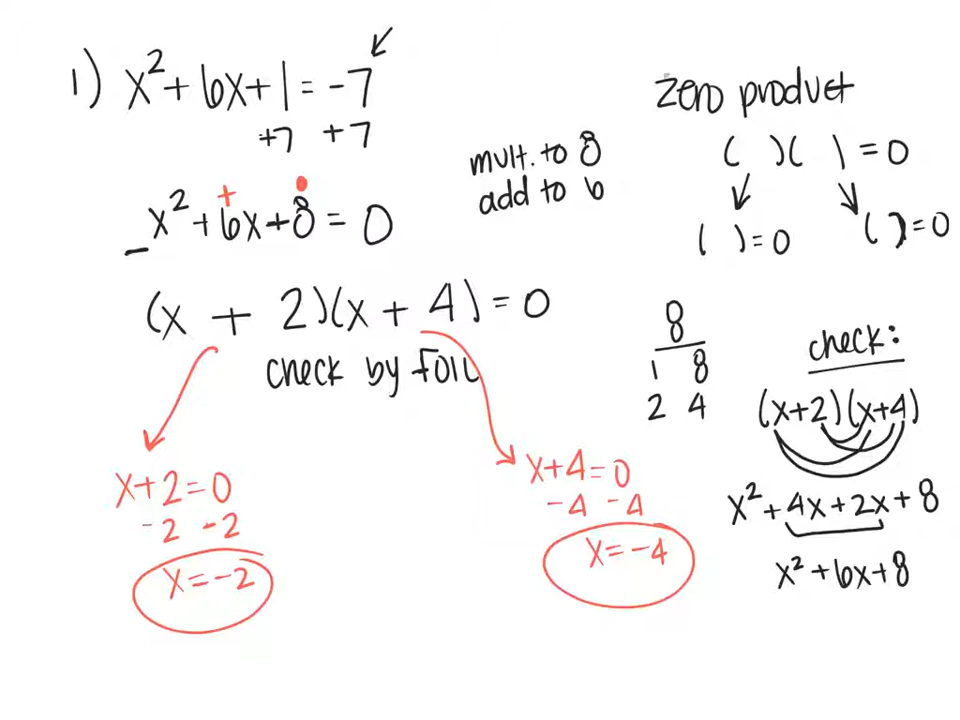 1) x² + 6x + 1 = -7
+7 +7
x² + 6x + 8 = 0
+ •
(x + 2)(x + 4) = 0
check by FOIL
x+2=0
-2 -2
x=-2
x+4=0
-4 -4
x=-4
mult. to 8
add to 6
8
1 8
2 4
zero product
( )( ) = 0
( )=0 ( )=0
check:
(x+2)(x+4)
x²+4x+2x+8
x²+6x+8